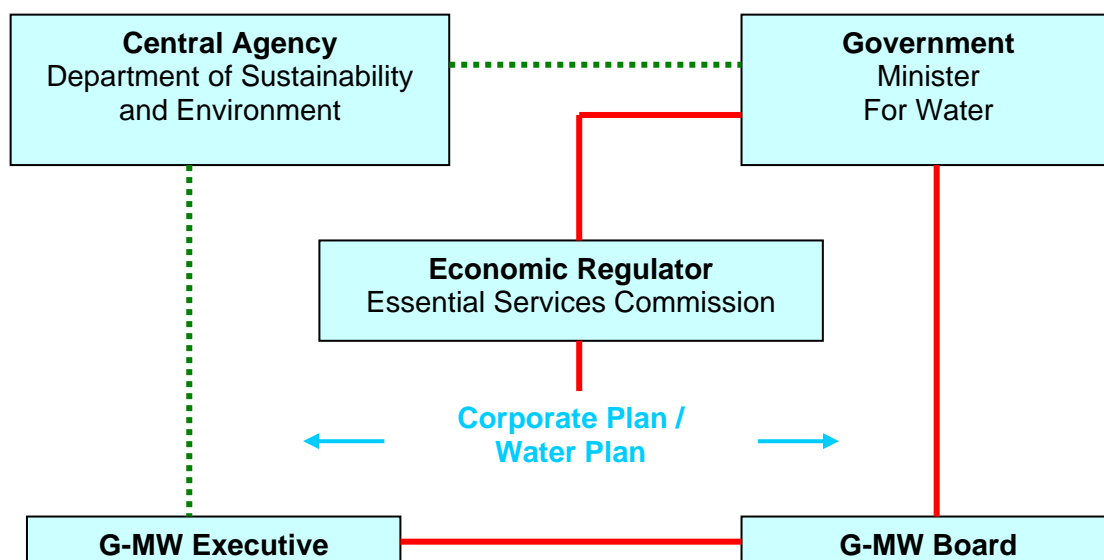 Central Agency
Department of Sustainability
and Environment
Government
Minister
For Water
Economic Regulator
Essential Services Commission
Corporate Plan /
Water Plan
G-MW Executive
G-MW Board